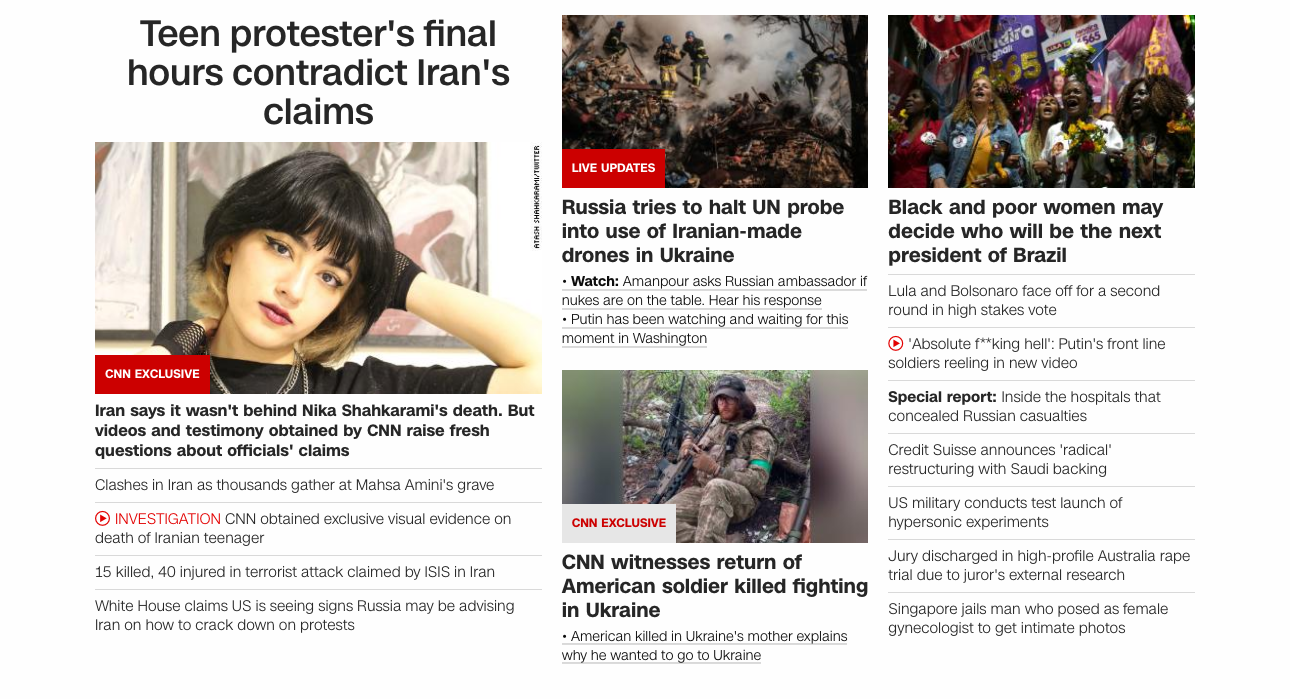 Teen protester's final
hours contradict Iran's
claims
ATASH SHAHKARAMI/TWITTER
CNN EXCLUSIVE
Iran says it wasn't behind Nika Shahkarami's death. But
videos and testimony obtained by CNN raise fresh
questions about officials' claims
Clashes in Iran as thousands gather at Mahsa Amini's grave
INVESTIGATION CNN obtained exclusive visual evidence on
death of Iranian teenager
15 killed, 40 injured in terrorist attack claimed by ISIS in Iran
White House claims US is seeing signs Russia may be advising
Iran on how to crack down on protests
LIVE UPDATES
Russia tries to halt UN probe
into use of Iranian-made
drones in Ukraine
• Watch: Amanpour asks Russian ambassador if
nukes are on the table. Hear his response
• Putin has been watching and waiting for this
moment in Washington
CNN EXCLUSIVE
CNN witnesses return of
American soldier killed fighting
in Ukraine
• American killed in Ukraine's mother explains
why he wanted to go to Ukraine
Black and poor women may
decide who will be the next
president of Brazil
Lula and Bolsonaro face off for a second
round in high stakes vote
'Absolute f**king hell': Putin's front line
soldiers reeling in new video
Special report: Inside the hospitals that
concealed Russian casualties
Credit Suisse announces 'radical'
restructuring with Saudi backing
US military conducts test launch of
hypersonic experiments
Jury discharged in high-profile Australia rape
trial due to juror's external research
Singapore jails man who posed as female
gynecologist to get intimate photos